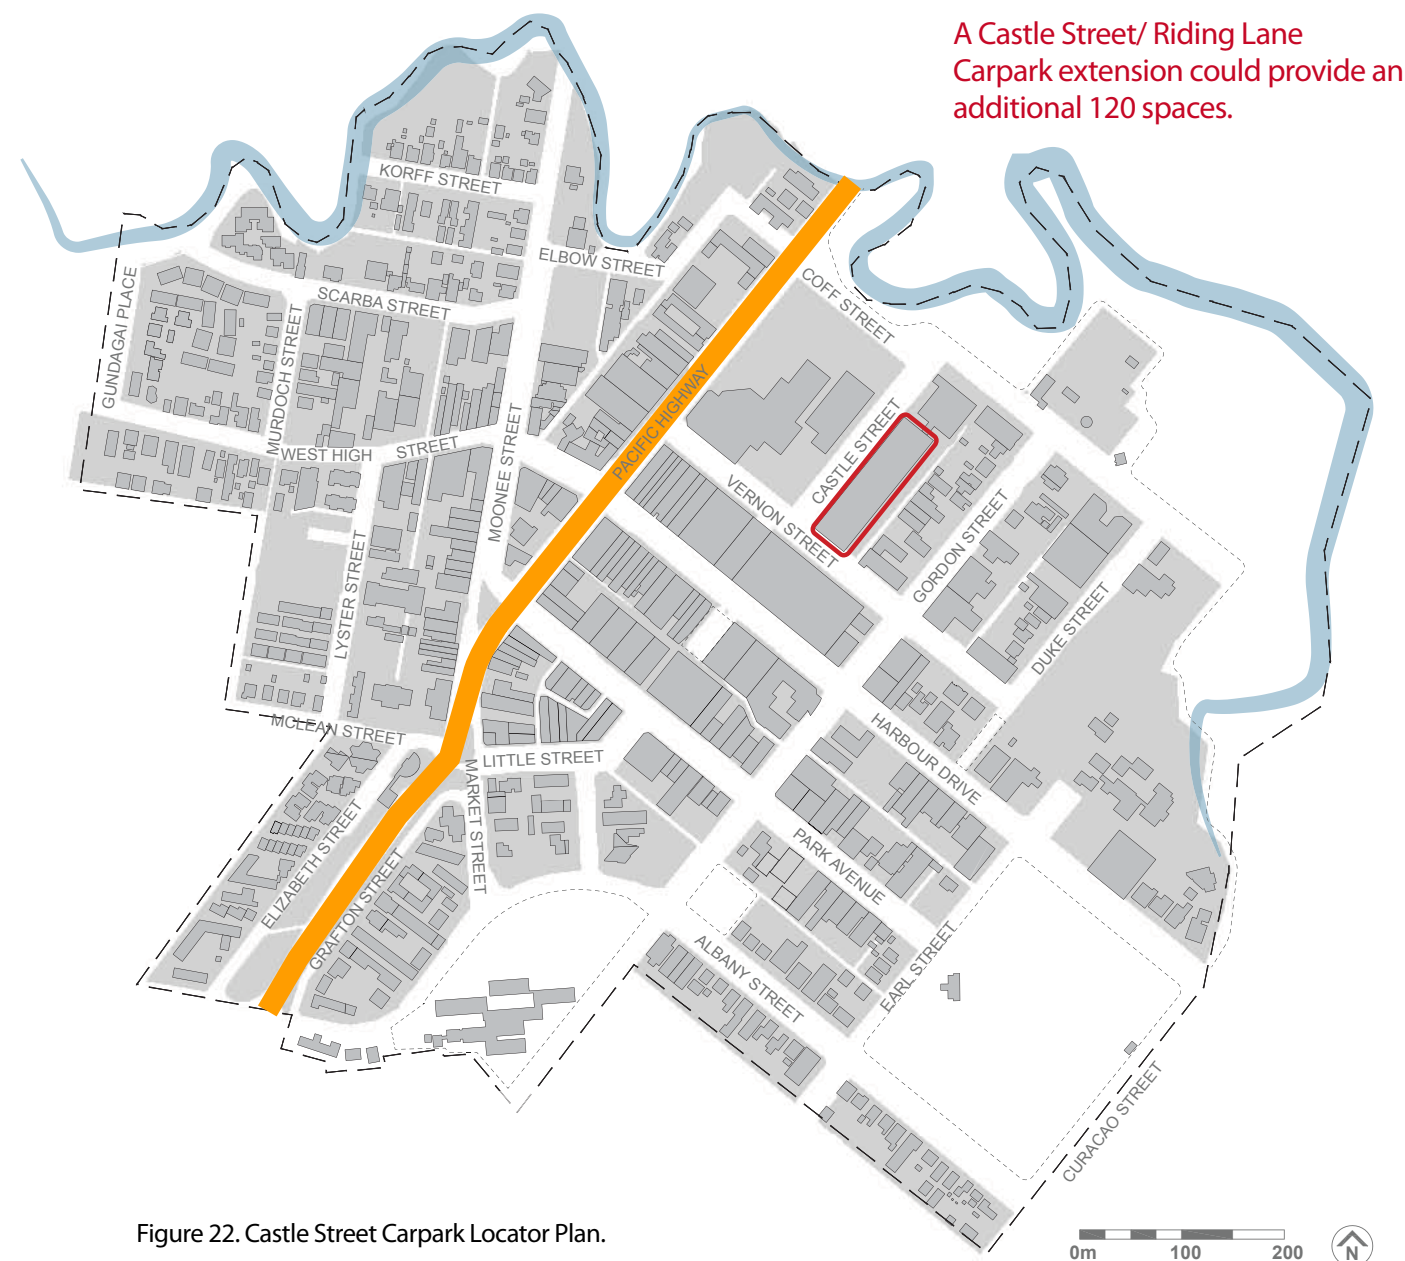 A Castle Street/ Riding Lane
Carpark extension could provide an
additional 120 spaces.
KORFF STREET
ELBOW STREET
SCARBA STREET
GUNDAGAI PLACE
MURDOCH STREET
COFF STREET
PACIFIC HIGHWAY
CASTLE STREET
WEST HIGH STREET
MOONEE STREET
VERNON STREET
GORDON STREET
LYSTER STREET
DUKE STREET
MCLEAN STREET
HARBOUR DRIVE
LITTLE STREET
MARKET STREET
ELIZABETH STREET
GRAFTON STREET
PARK AVENUE
ALBANY STREET
EARL STREET
CURACAO STREET
Figure 22. Castle Street Carpark Locator Plan.
0m 100 200
N